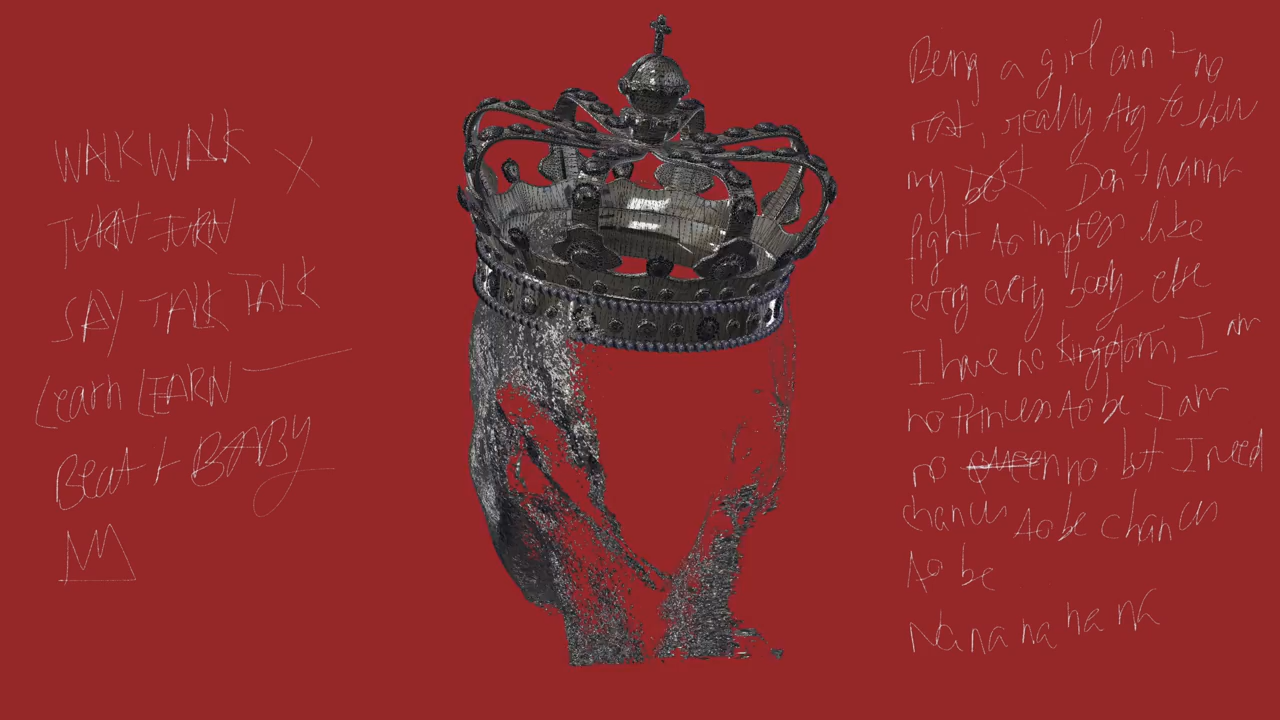 WALK WALK X
TURN TURN
SAY TALK TALK
Learn LEARN
Beat + BABY
Being a girl ain't no
rest, really try to show
my best Don't wanna
fight to impress like
every every body else
I have no kingdom, I am
no Princess to be I am
no queen no but I need
chances to be chances
to be
Na na na na na